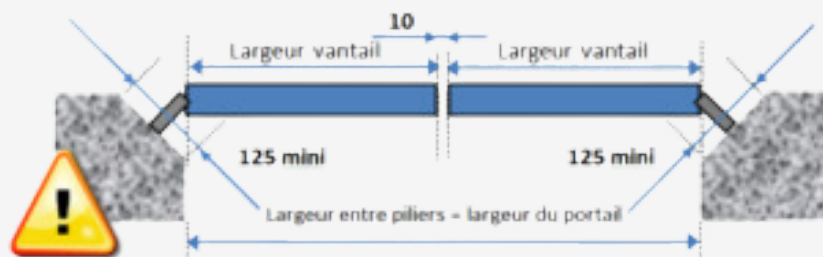 10
Largeur vantail
Largeur vantail
125 mini
125 mini
Largeur entre piliers = largeur du portail